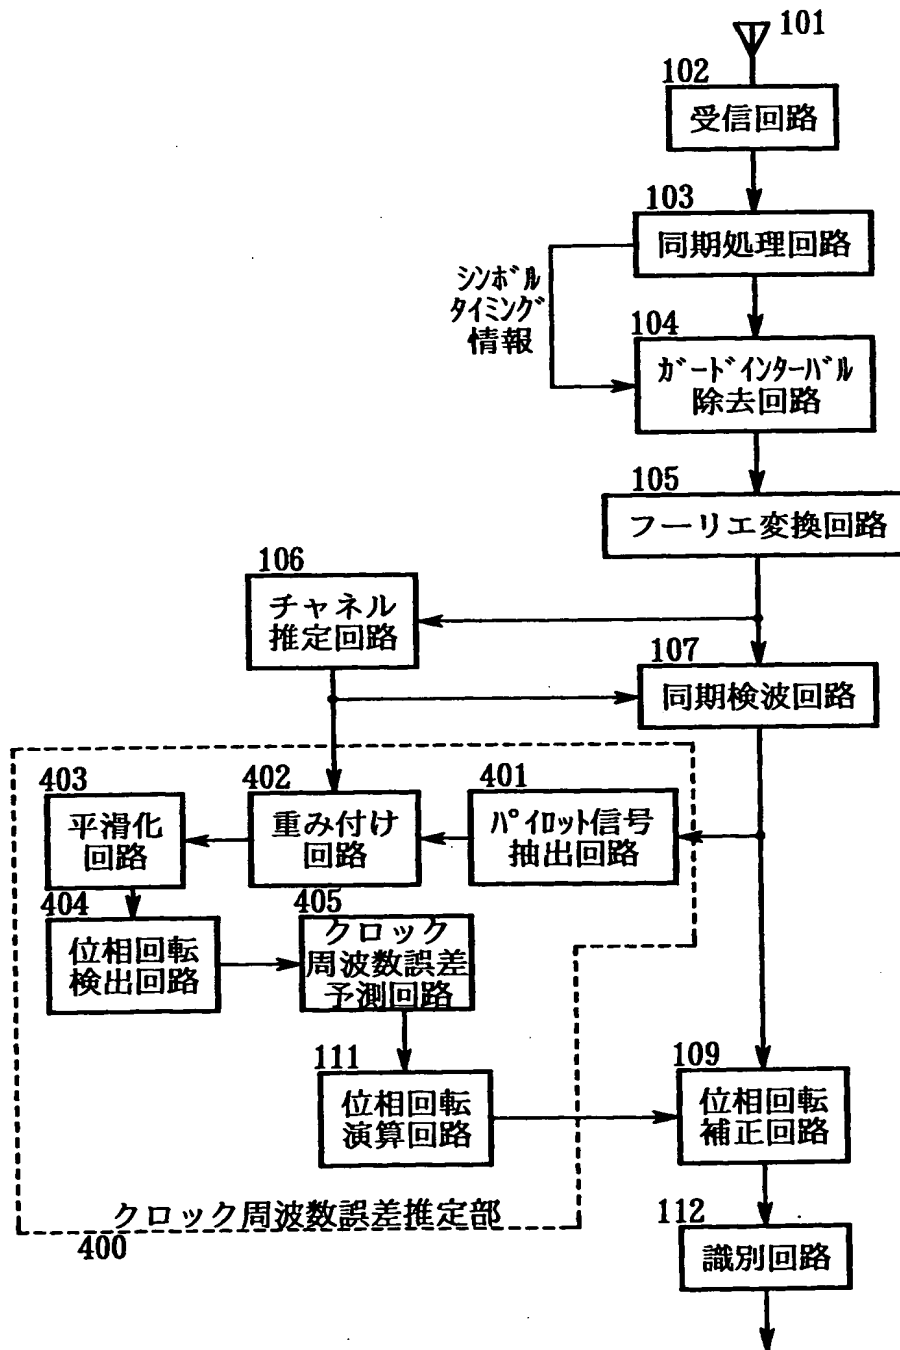 101
102
受信回路
103
同期処理回路
シンボル
タイミング
情報
104
ガードインターバル
除去回路
105
フーリエ変換回路
106
チャネル
推定回路
107
同期検波回路
403
平滑化
回路
402
重み付け
回路
401
パイロット信号
抽出回路
404
位相回転
検出回路
405
クロック
周波数誤差
予測回路
111
位相回転
演算回路
109
位相回転
補正回路
クロック周波数誤差推定部
400
112
識別回路